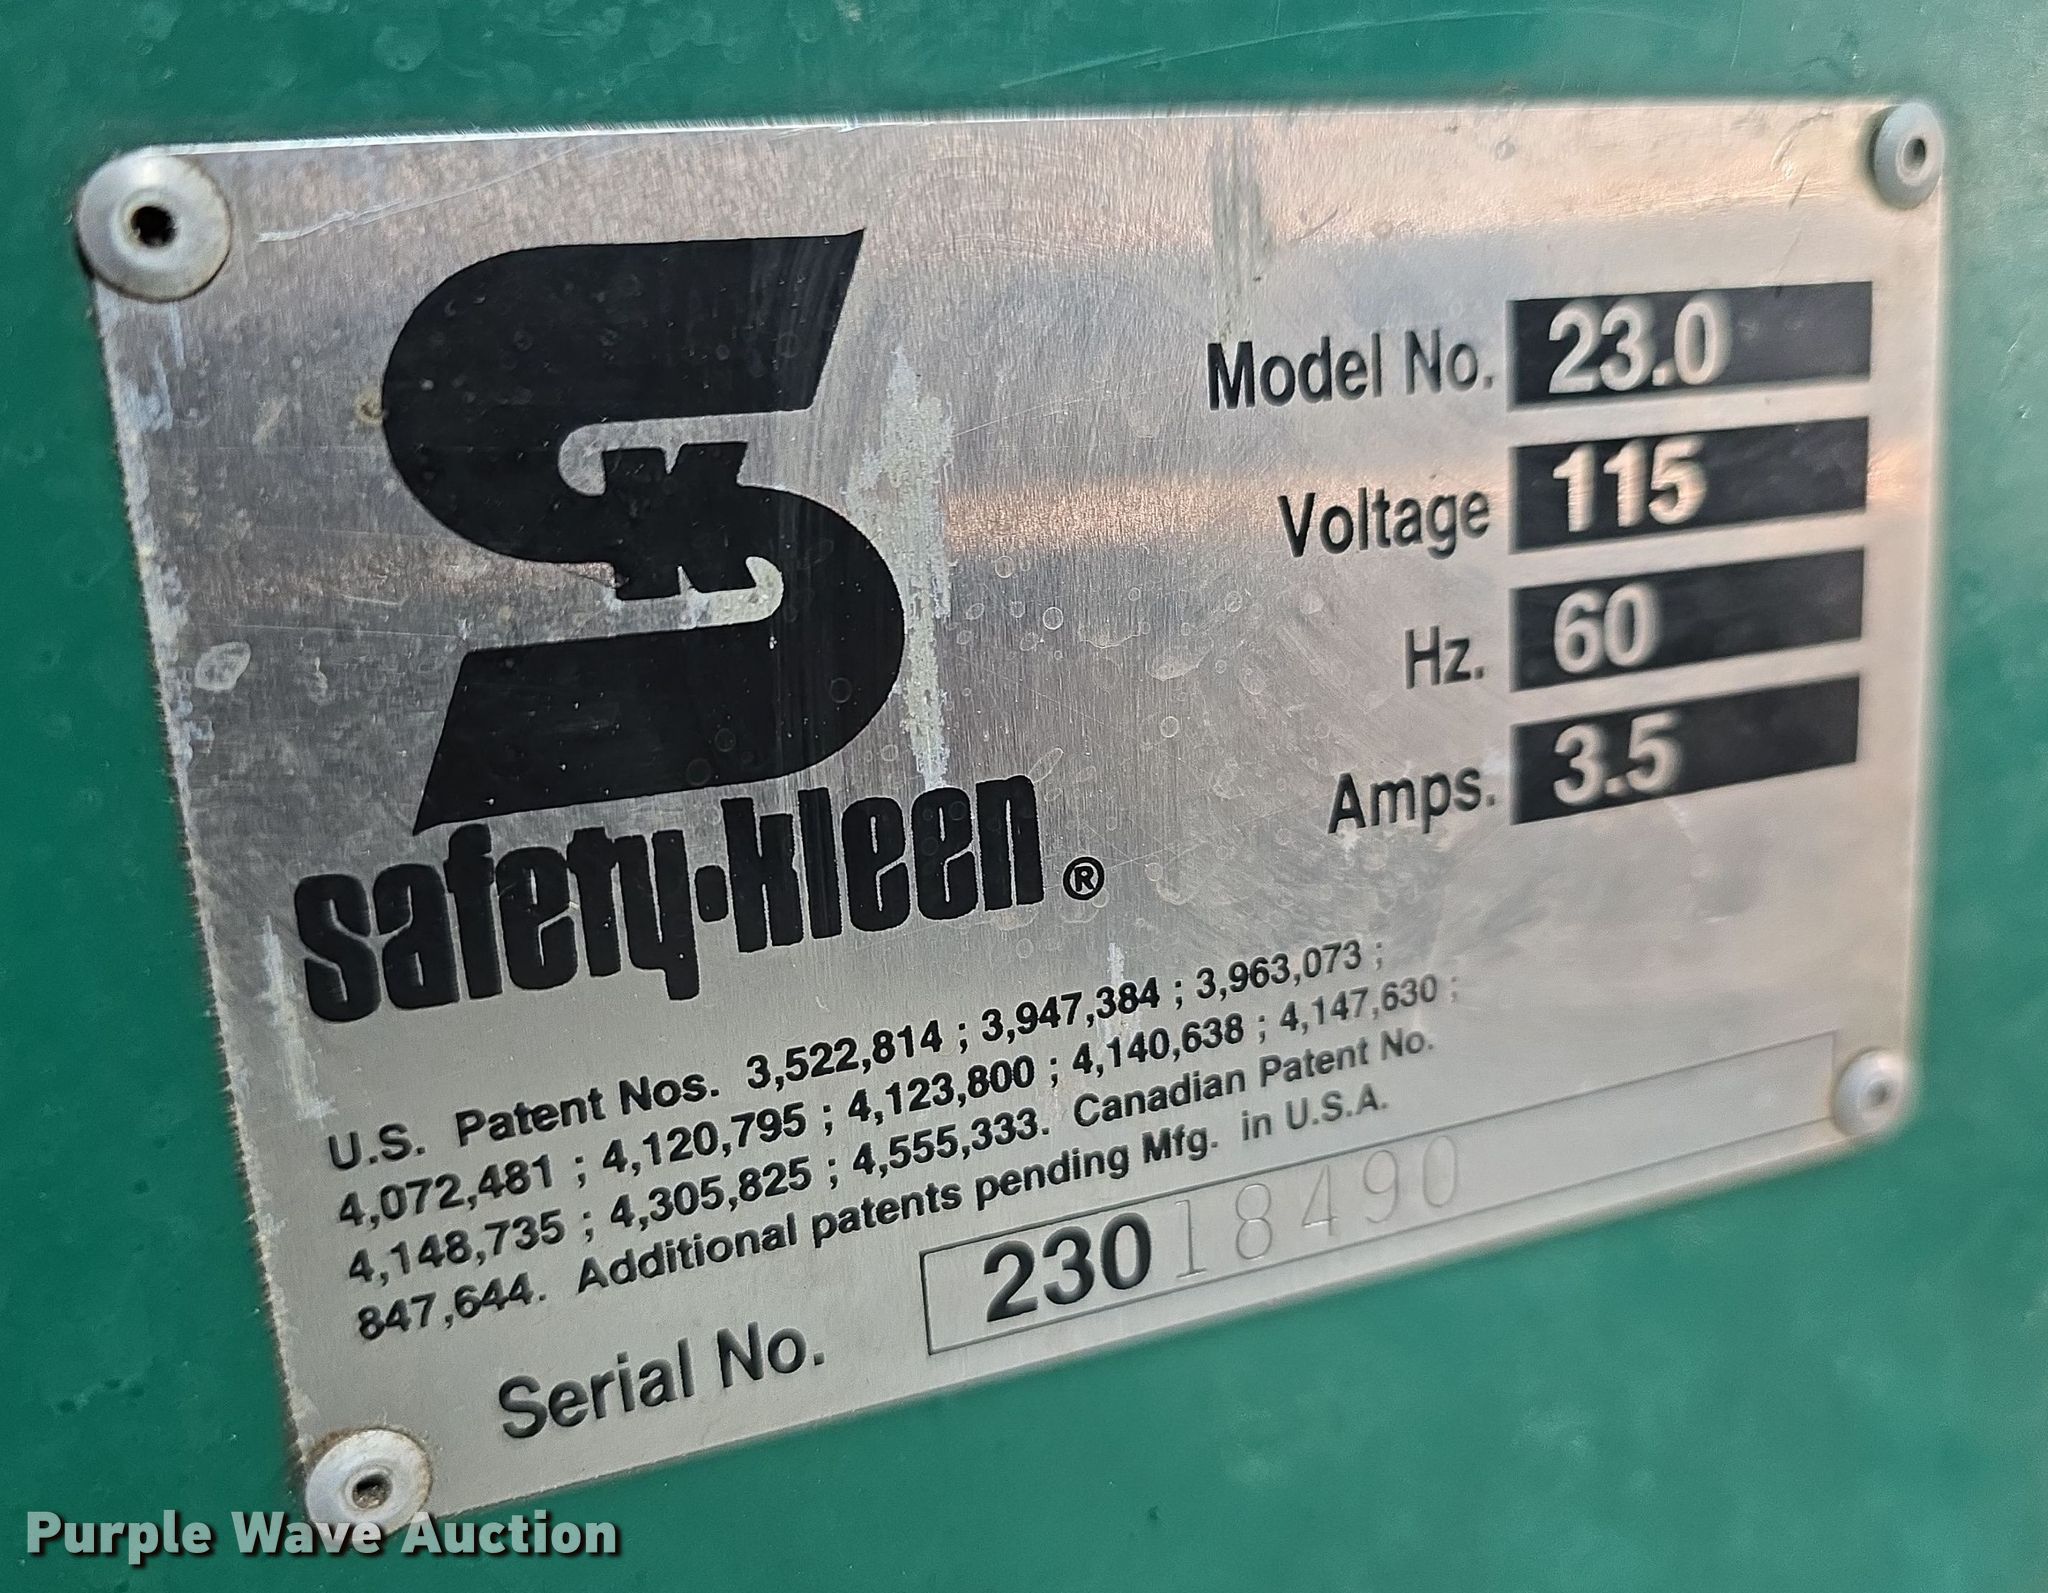 SK
safety-kleen®
Model No. 23.0
Voltage 115
Hz. 60
Amps. 3.5
U.S. Patent Nos. 3,522,814 ; 3,947,384 ; 3,963,073 ;
4,072,481 ; 4,120,795 ; 4,123,800 ; 4,140,638 ; 4,147,630 ;
4,148,735 ; 4,305,825 ; 4,555,333. Canadian Patent No.
847,644. Additional patents pending Mfg. in U.S.A.
Serial No. 23018490
Purple Wave Auction